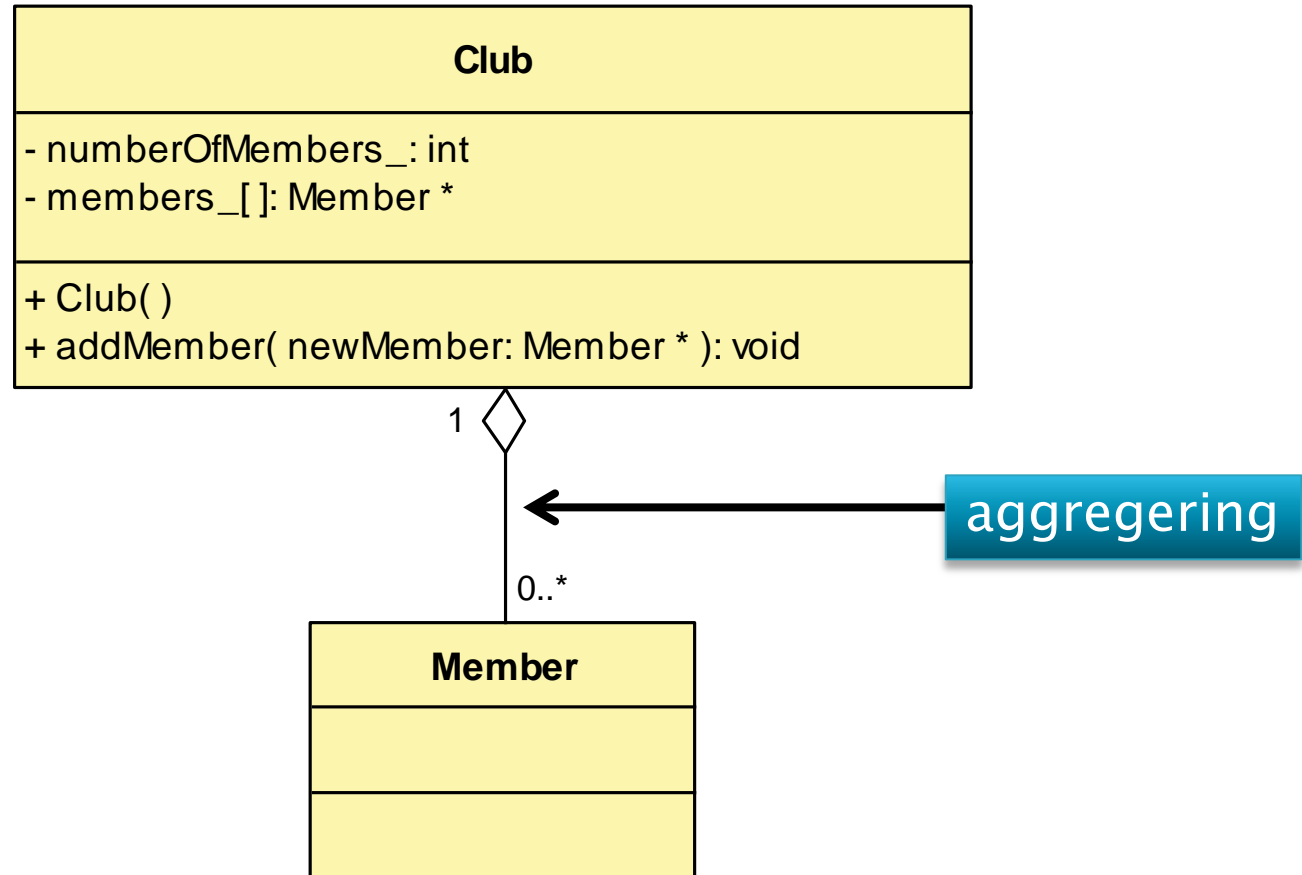 Club
- numberOfMembers_: int
- members_[ ]: Member *
+ Club( )
+ addMember( newMember: Member * ): void
1
aggregering
0..*
Member